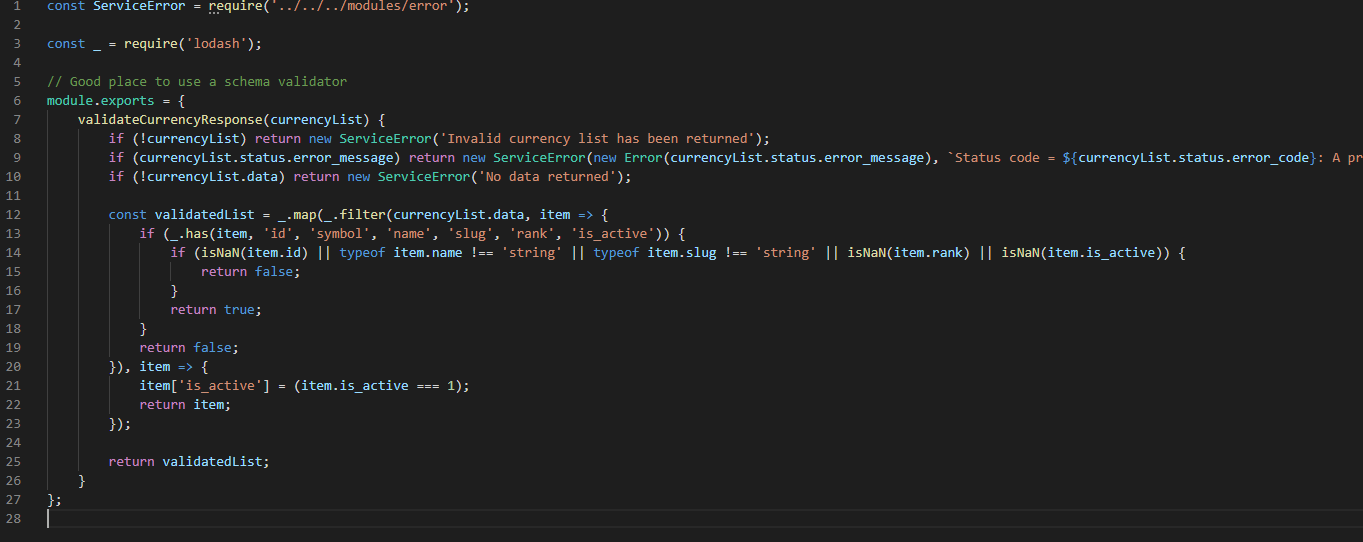 1 const ServiceError = require('../../../modules/error');
2
3 const _ = require('lodash');
4
5 // Good place to use a schema validator
6 module.exports = {
7     validateCurrencyResponse(currencyList) {
8         if (!currencyList) return new ServiceError('Invalid currency list has been returned');
9         if (currencyList.status.error_message) return new ServiceError(new Error(currencyList.status.error_message), `Status code = ${currencyList.status.error_code}: A pr
10         if (!currencyList.data) return new ServiceError('No data returned');
11
12         const validatedList = _.map(_.filter(currencyList.data, item => {
13             if (_.has(item, 'id', 'symbol', 'name', 'slug', 'rank', 'is_active')) {
14                 if (isNaN(item.id) || typeof item.name !== 'string' || typeof item.slug !== 'string' || isNaN(item.rank) || isNaN(item.is_active)) {
15                     return false;
16                 }
17                 return true;
18             }
19             return false;
20         }), item => {
21             item['is_active'] = (item.is_active === 1);
22             return item;
23         });
24
25         return validatedList;
26     }
27 };
28